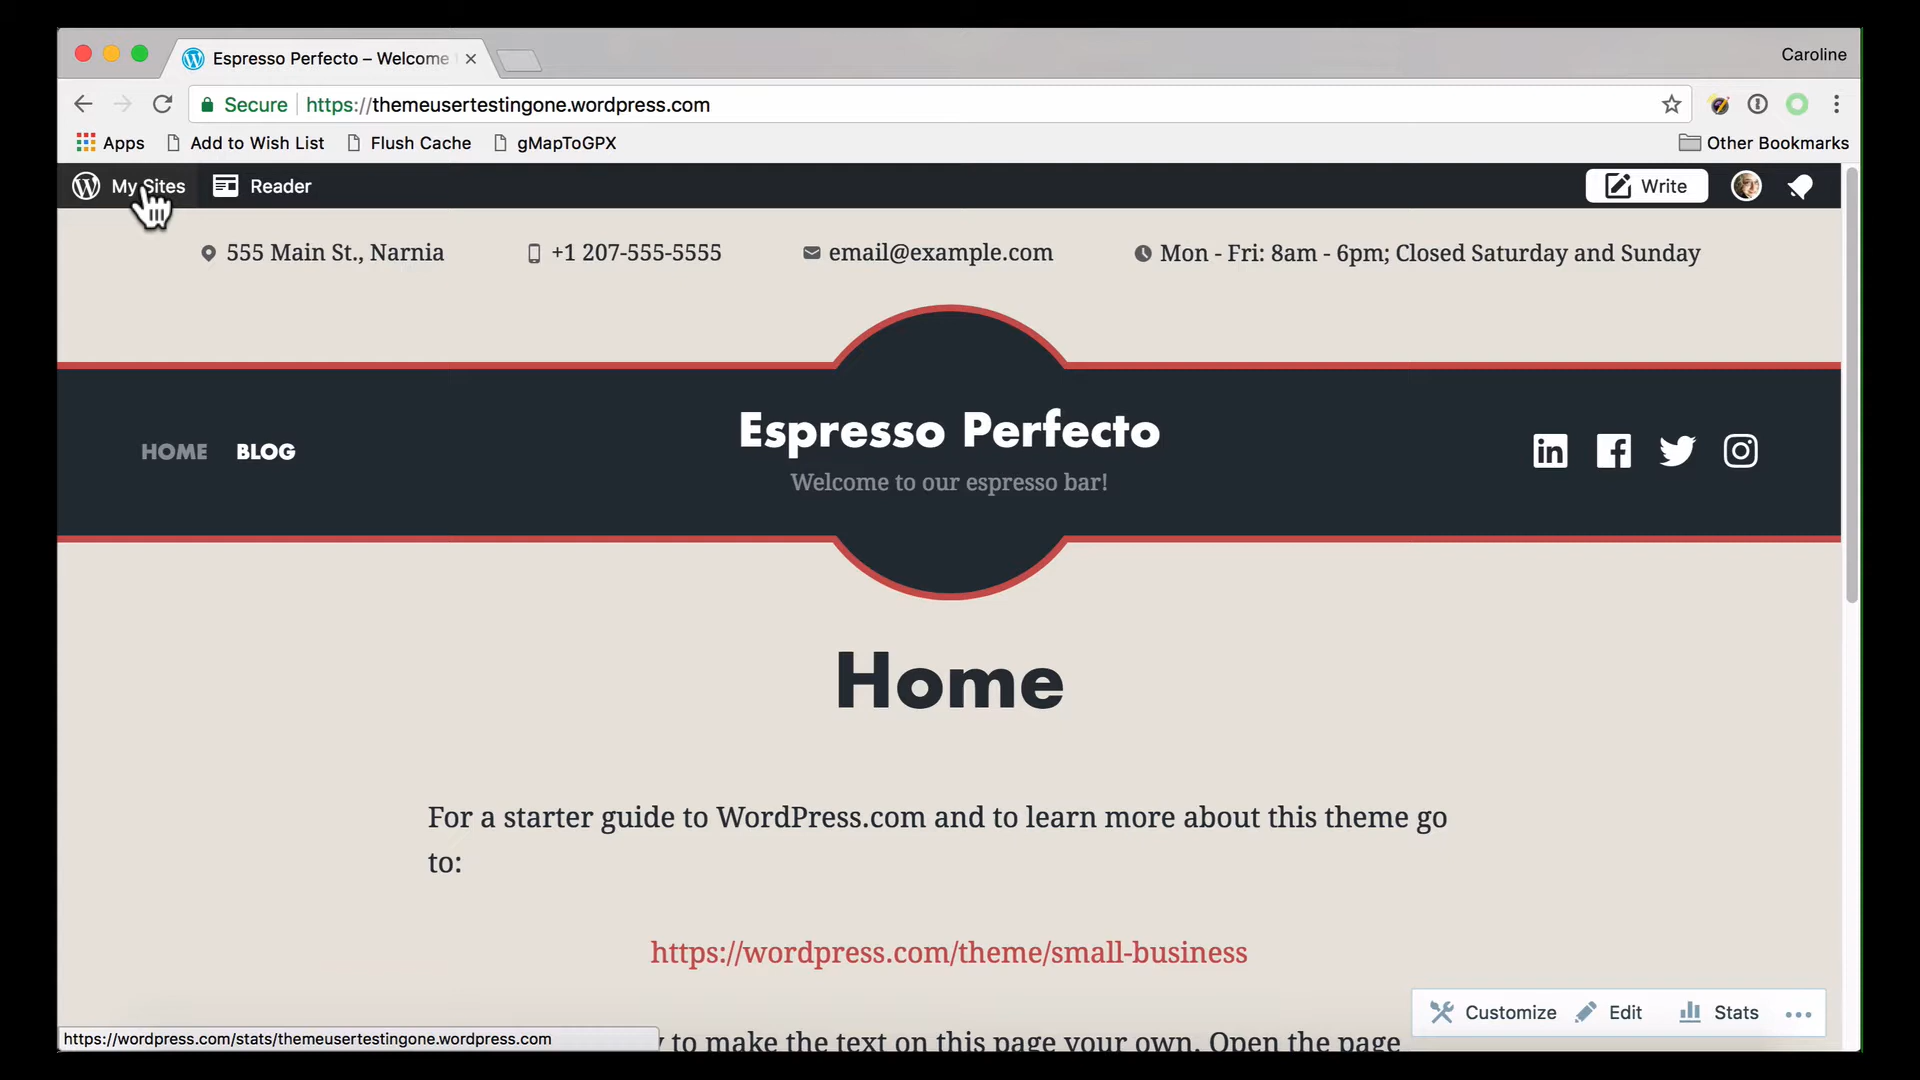 Espresso Perfecto – Welcome
Caroline
Secure https://themeusertestingone.wordpress.com
Apps Add to Wish List Flush Cache gMapToGPX Other Bookmarks
My Sites Reader Write
555 Main St., Narnia +1 207-555-5555 email@example.com Mon - Fri: 8am - 6pm; Closed Saturday and Sunday
HOME BLOG
Espresso Perfecto
Welcome to our espresso bar!
Home
For a starter guide to WordPress.com and to learn more about this theme go
to:
https://wordpress.com/theme/small-business
Customize Edit Stats
https://wordpress.com/stats/themeusertestingone.wordpress.com
to make the text on this page your own. Open the page